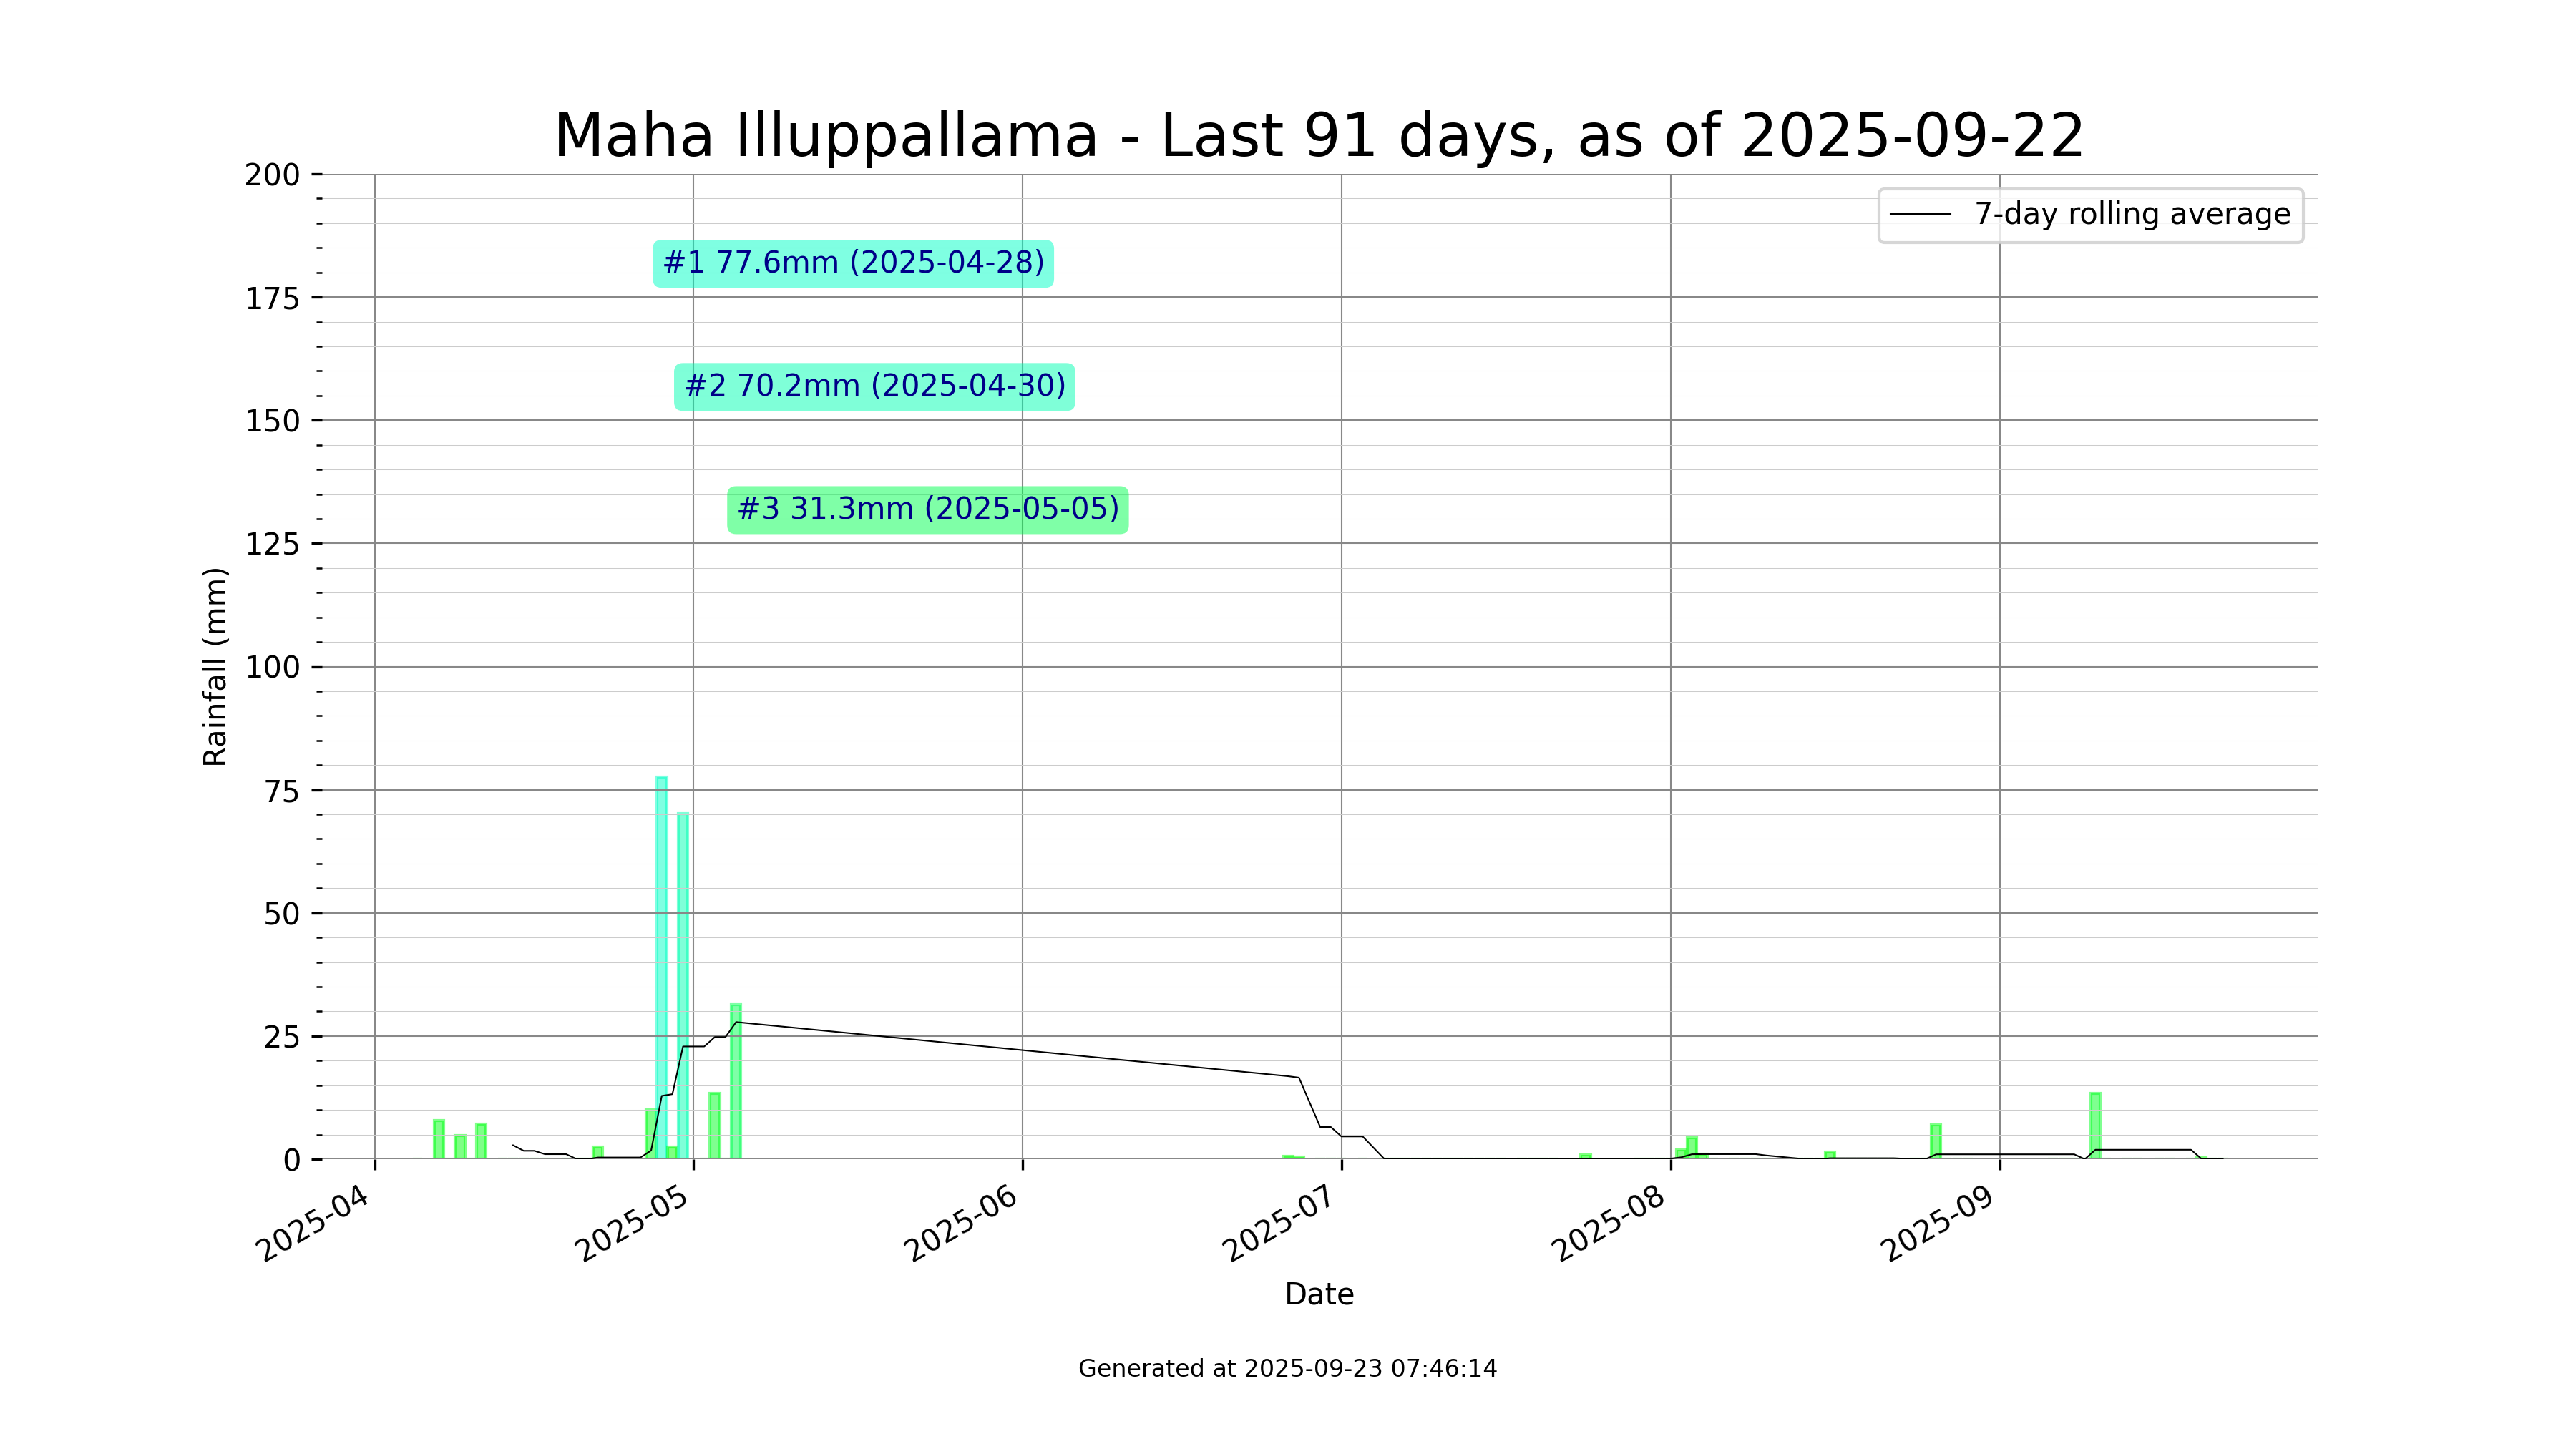 Maha Illuppallama - Last 91 days, as of 2025-09-22
200
175
150
125
100
75
50
25
0
Rainfall (mm)
7-day rolling average
#1 77.6mm (2025-04-28)
#2 70.2mm (2025-04-30)
#3 31.3mm (2025-05-05)
2025-04
2025-05
2025-06
2025-07
2025-08
2025-09
Date
Generated at 2025-09-23 07:46:14